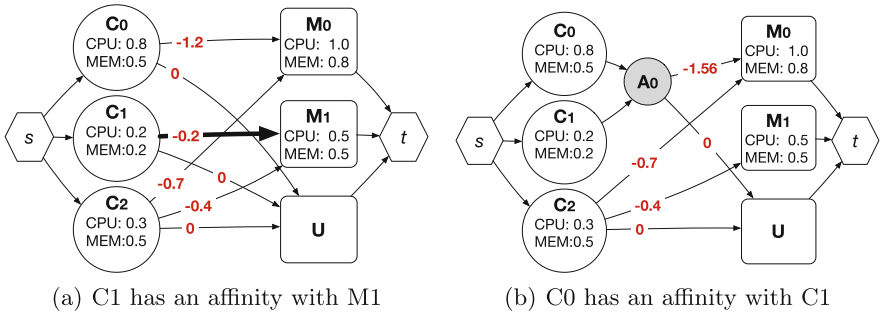 C0
CPU: 0.8
MEM:0.5
-1.2
0
M0
CPU: 1.0
MEM: 0.8
s
C1
CPU: 0.2
MEM:0.2
-0.2
0
M1
CPU: 0.5
MEM: 0.5
t
C2
CPU: 0.3
MEM:0.5
-0.7
-0.4
0
U
(a) C1 has an affinity with M1
C0
CPU: 0.8
MEM:0.5
A0
-1.56
0
M0
CPU: 1.0
MEM: 0.8
s
C1
CPU: 0.2
MEM:0.2
M1
CPU: 0.5
MEM: 0.5
t
C2
CPU: 0.3
MEM:0.5
-0.7
-0.4
0
U
(b) C0 has an affinity with C1